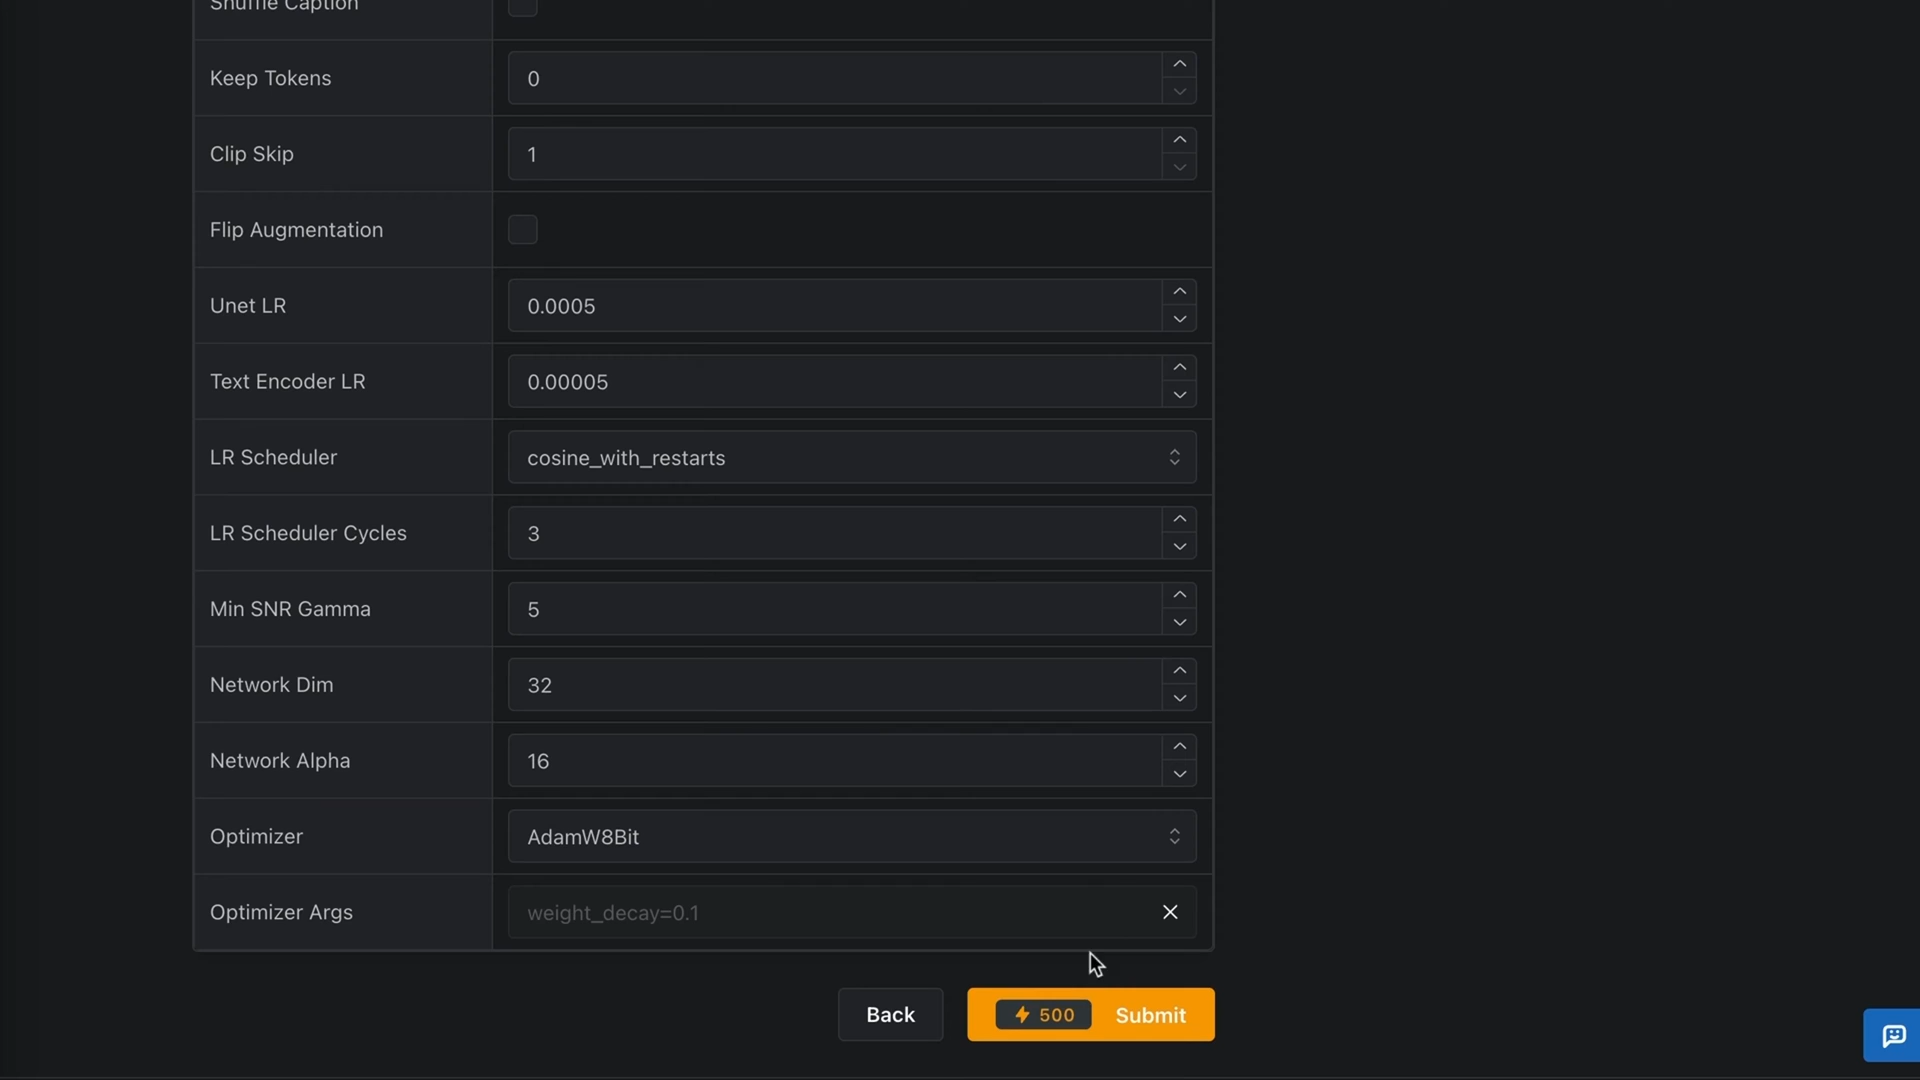 Shuffle Caption
Keep Tokens 0
Clip Skip 1
Flip Augmentation
Unet LR 0.0005
Text Encoder LR 0.00005
LR Scheduler cosine_with_restarts
LR Scheduler Cycles 3
Min SNR Gamma 5
Network Dim 32
Network Alpha 16
Optimizer AdamW8Bit
Optimizer Args weight_decay=0.1
Back 500 Submit